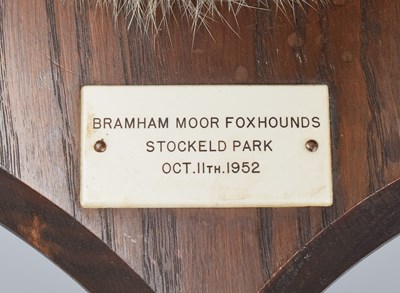 BRAMHAM MOOR FOXHOUNDS
STOCKELD PARK
OCT.11TH.1952